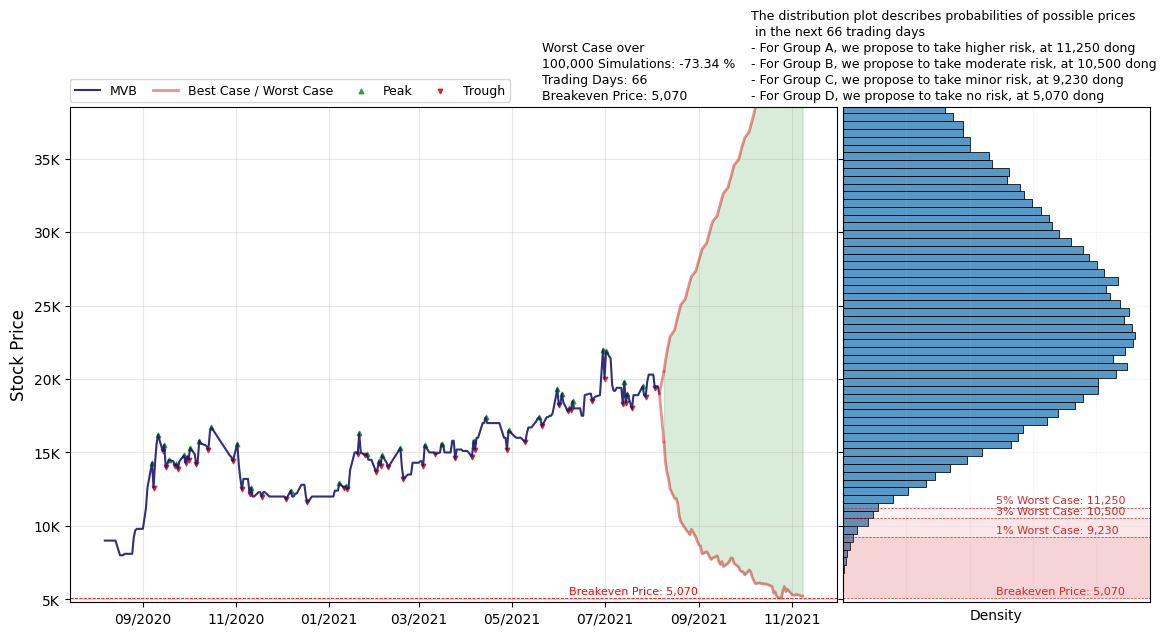 The distribution plot describes probabilities of possible prices
in the next 66 trading days
- For Group A, we propose to take higher risk, at 11,250 dong
- For Group B, we propose to take moderate risk, at 10,500 dong
- For Group C, we propose to take minor risk, at 9,230 dong
- For Group D, we propose to take no risk, at 5,070 dong
Worst Case over
100,000 Simulations: -73.34 %
Trading Days: 66
Breakeven Price: 5,070
MVB
Best Case / Worst Case
Peak
Trough
Stock Price
35K
30K
25K
20K
15K
10K
5K
Breakeven Price: 5,070
09/2020
11/2020
01/2021
03/2021
05/2021
07/2021
09/2021
11/2021
5% Worst Case: 11,250
3% Worst Case: 10,500
1% Worst Case: 9,230
Breakeven Price: 5,070
Density